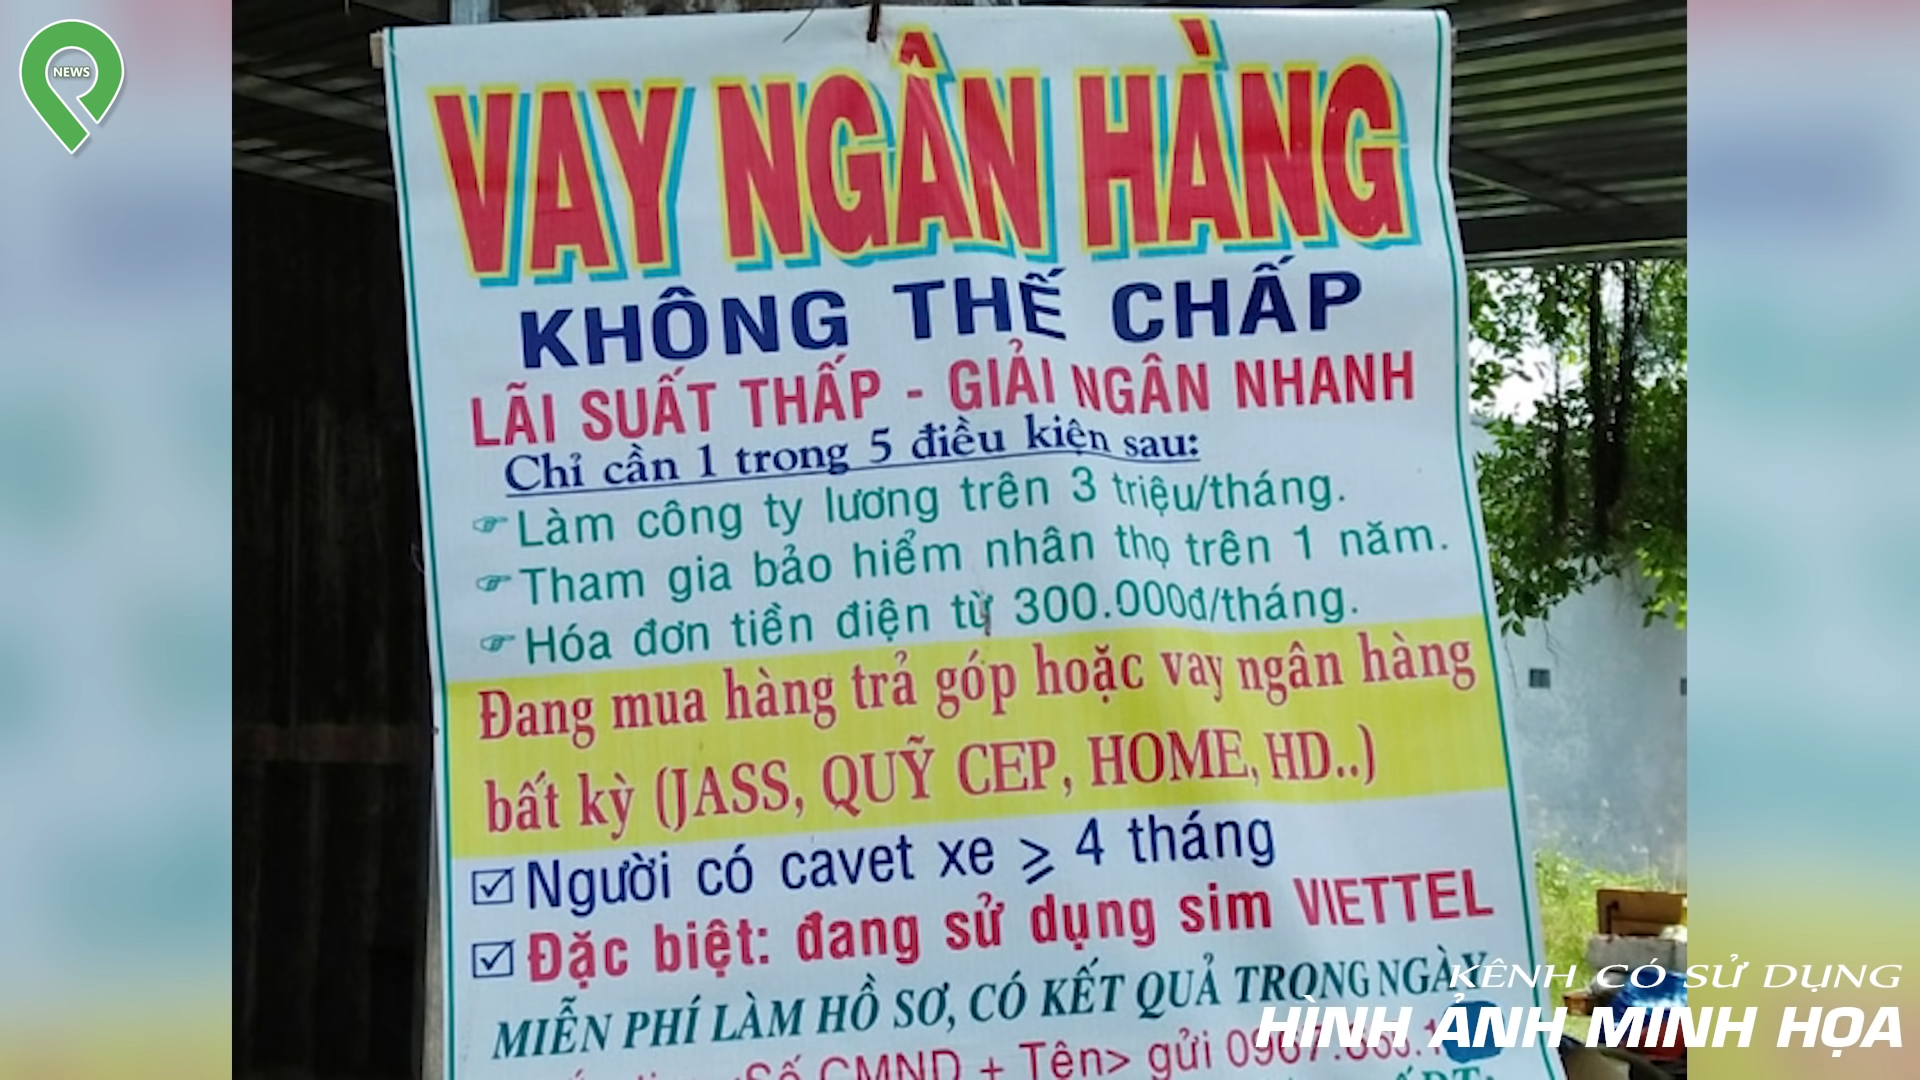 NEWS
VAY NGÂN HÀNG
KHÔNG THẾ CHẤP
LÃI SUẤT THẤP - GIẢI NGÂN NHANH
Chỉ cần 1 trong 5 điều kiện sau:
☞Làm công ty lương trên 3 triệu/tháng.
☞Tham gia bảo hiểm nhân thọ trên 1 năm.
☞Hóa đơn tiền điện từ 300.000đ/tháng.
Đang mua hàng trả góp hoặc vay ngân hàng
bất kỳ (JASS, QUỸ CEP, HOME, HD..)
☑Người có cavet xe ≥ 4 tháng
☑Đặc biệt: đang sử dụng sim VIETTEL
MIỄN PHÍ LÀM HỒ SƠ, CÓ KẾT QUẢ TRONG NGÀY
Số CMND + Tên> gửi
KÊNH CÓ SỬ DỤNG
HÌNH ẢNH MINH HỌA